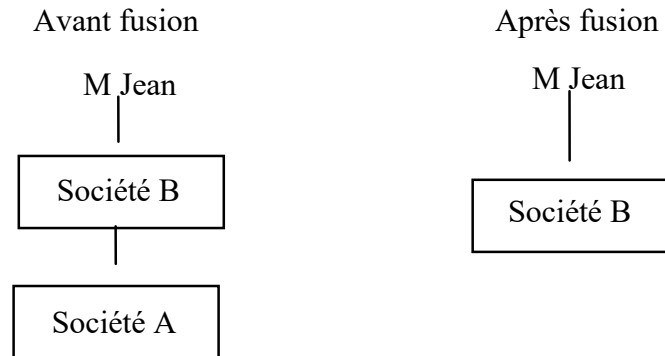 Avant fusion
Après fusion
M Jean
M Jean
Société B
Société B
Société A